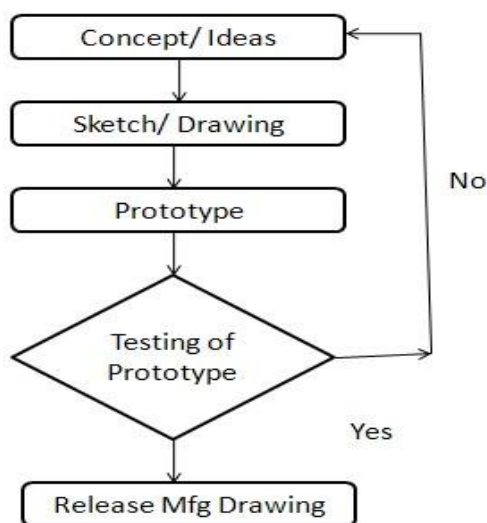 Concept/ Ideas
Sketch/ Drawing
No
Prototype
Testing of
Prototype
Yes
Release Mfg Drawing